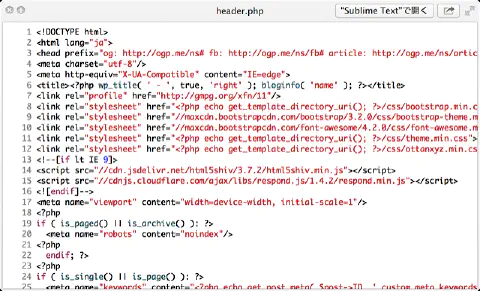 header.php
"Sublime Text"で開く
1 <!DOCTYPE html>
2 <html lang="ja">
3 <head prefix="og: http://ogp.me/ns# fb: http://ogp.me/ns/fb# article: http://ogp.me/ns/artic
4 <meta charset="utf-8"/>
5 <meta http-equiv="X-UA-Compatible" content="IE=edge">
6 <title><?php wp_title( ' - ', true, 'right' ); bloginfo( 'name' ); ?></title>
7 <link rel="profile" href="http://gmpg.org/xfn/11"/>
8 <link rel="stylesheet" href="<?php echo get_template_directory_uri(); ?>/css/bootstrap.min.c
9 <link rel="stylesheet" href="//maxcdn.bootstrapcdn.com/bootstrap/3.2.0/css/bootstrap-theme.m
10 <link rel="stylesheet" href="//maxcdn.bootstrapcdn.com/font-awesome/4.2.0/css/font-awesome.m
11 <link rel="stylesheet" href="<?php echo get_template_directory_uri(); ?>/css/theme.min.css">
12 <link rel="stylesheet" href="<?php echo get_template_directory_uri(); ?>/css/ottanxyz.min.cs
13 <!--[if lt IE 9]>
14 <script src="//cdn.jsdelivr.net/html5shiv/3.7.2/html5shiv.min.js"></script>
15 <script src="//cdnjs.cloudflare.com/ajax/libs/respond.js/1.4.2/respond.min.js"></script>
16 <![endif]-->
17 <meta name="viewport" content="width=device-width, initial-scale=1"/>
18 <?php
19 if ( is_paged() || is_archive() ): ?>
20 <meta name="robots" content="noindex"/>
21 <?php
22 endif; ?>
23 <?php
24 if ( is_single() || is_page() ): ?>
25 <meta name="keywords" content="<?php echo get_post_meta( $post->ID, '_custom_meta_keywords